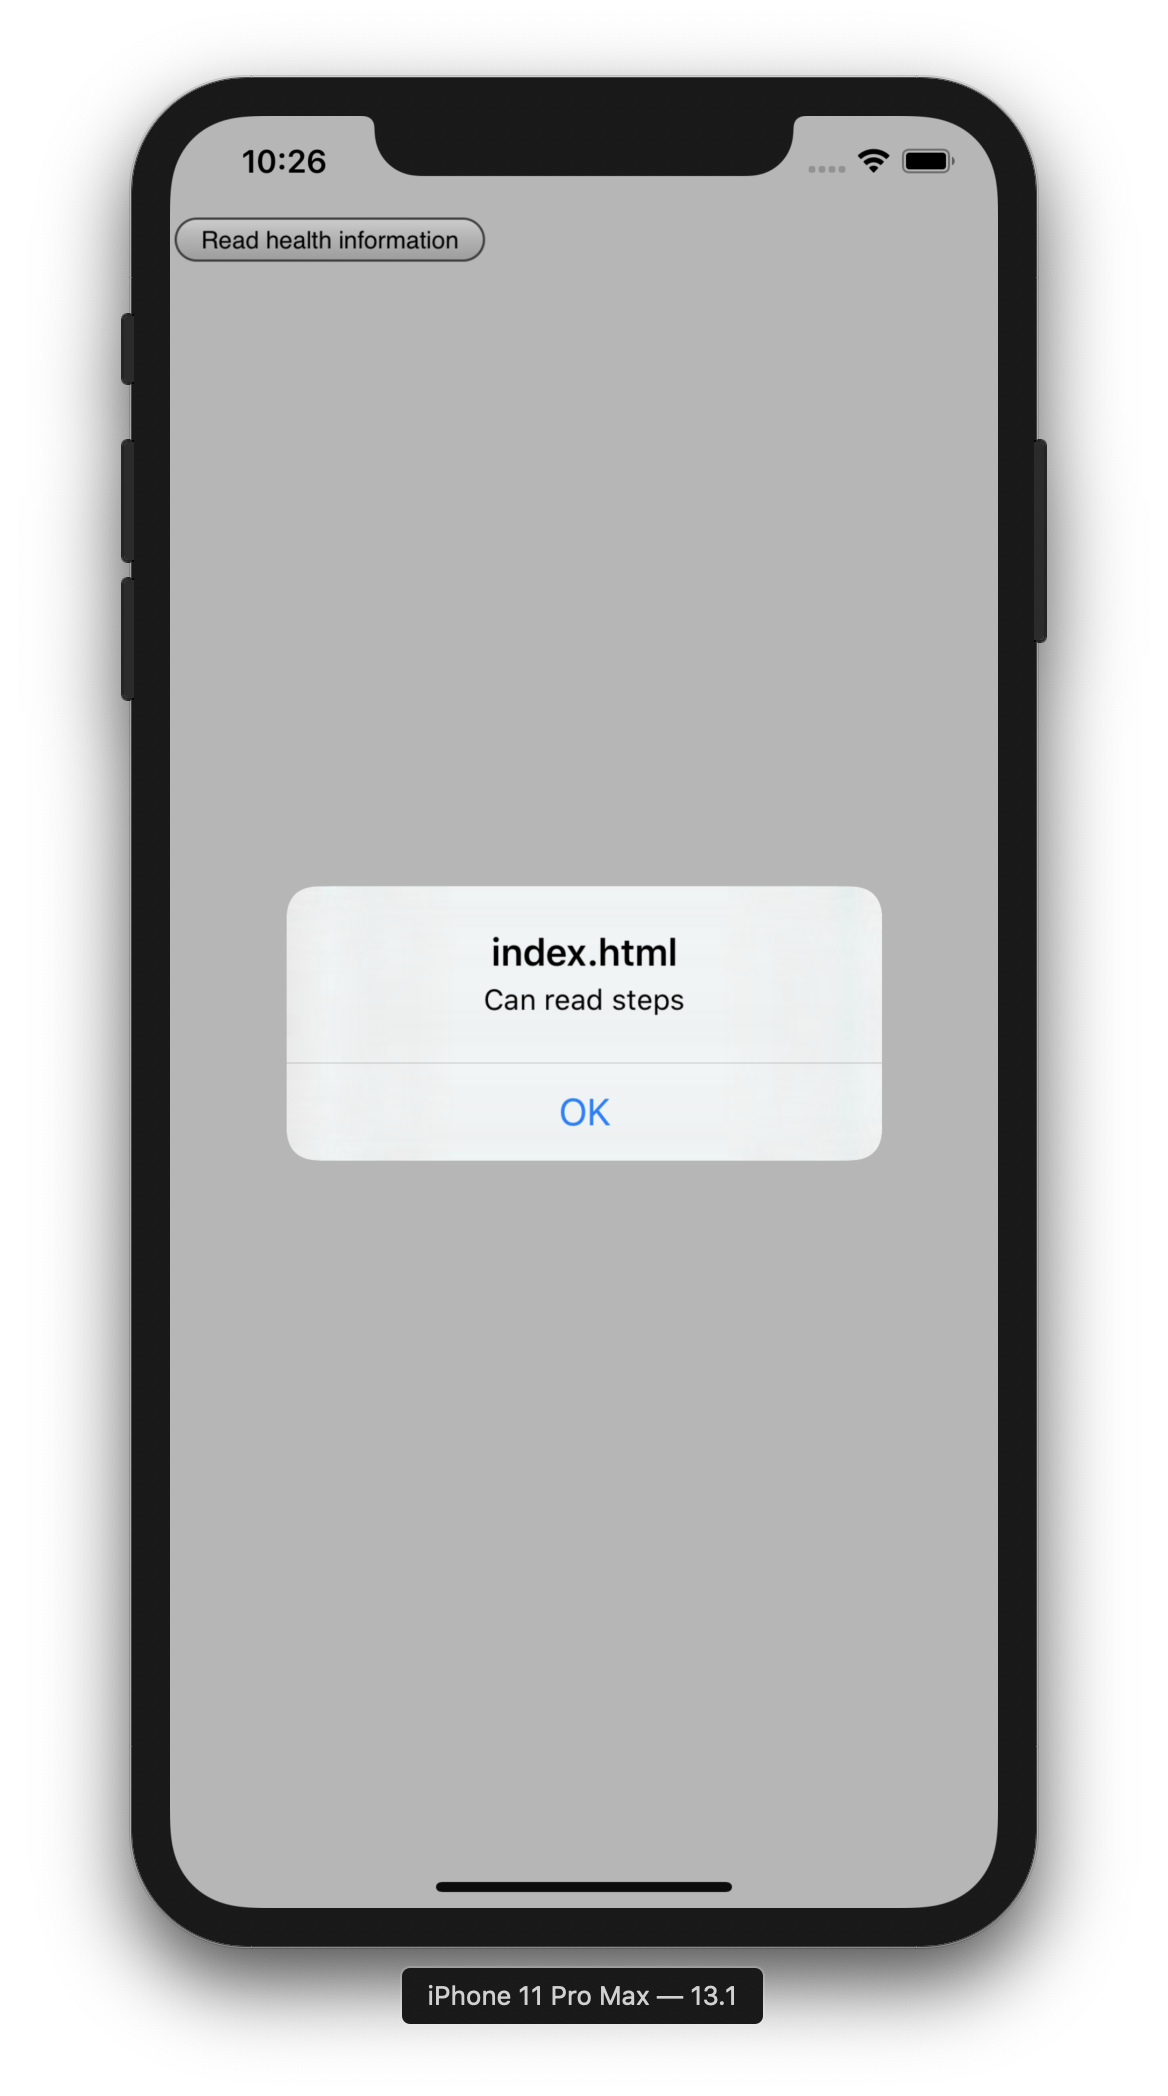 10:26
Read health information
index.html
Can read steps
OK
iPhone 11 Pro Max — 13.1